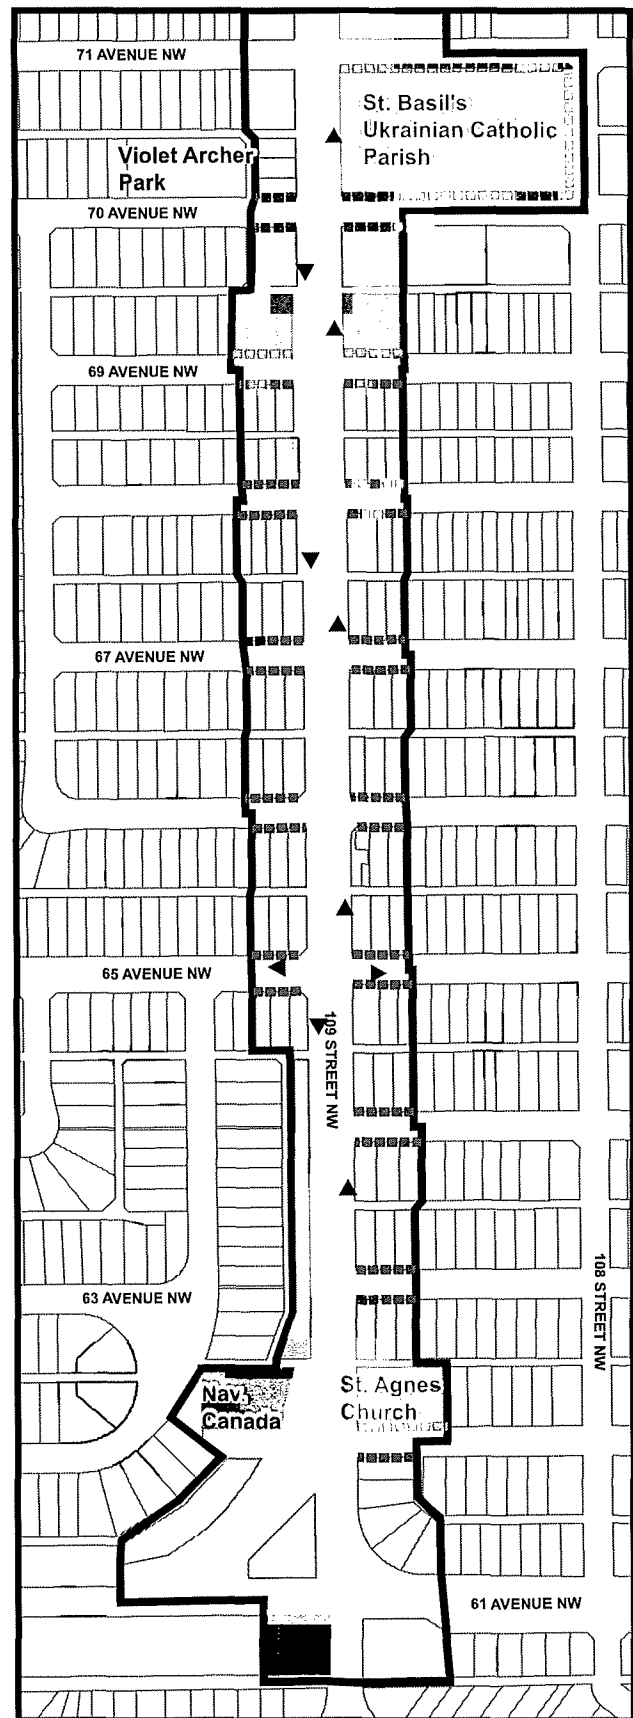 71 AVENUE NW
St. Basil's
Ukrainian Catholic
Parish
Violet Archer
Park
70 AVENUE NW
69 AVENUE NW
67 AVENUE NW
65 AVENUE NW
109 STREET NW
63 AVENUE NW
108 STREET NW
Nav.
Canada
St. Agnes
Church
61 AVENUE NW